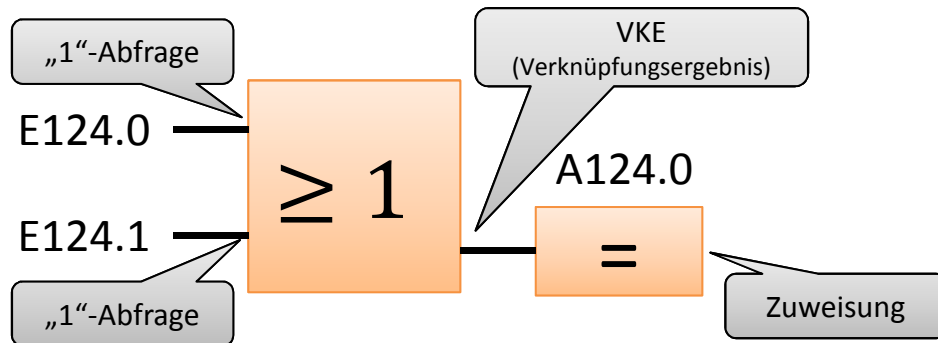 „1“-Abfrage
VKE
(Verknüpfungsergebnis)
E124.0
≥ 1
A124.0
E124.1
=
„1“-Abfrage
Zuweisung